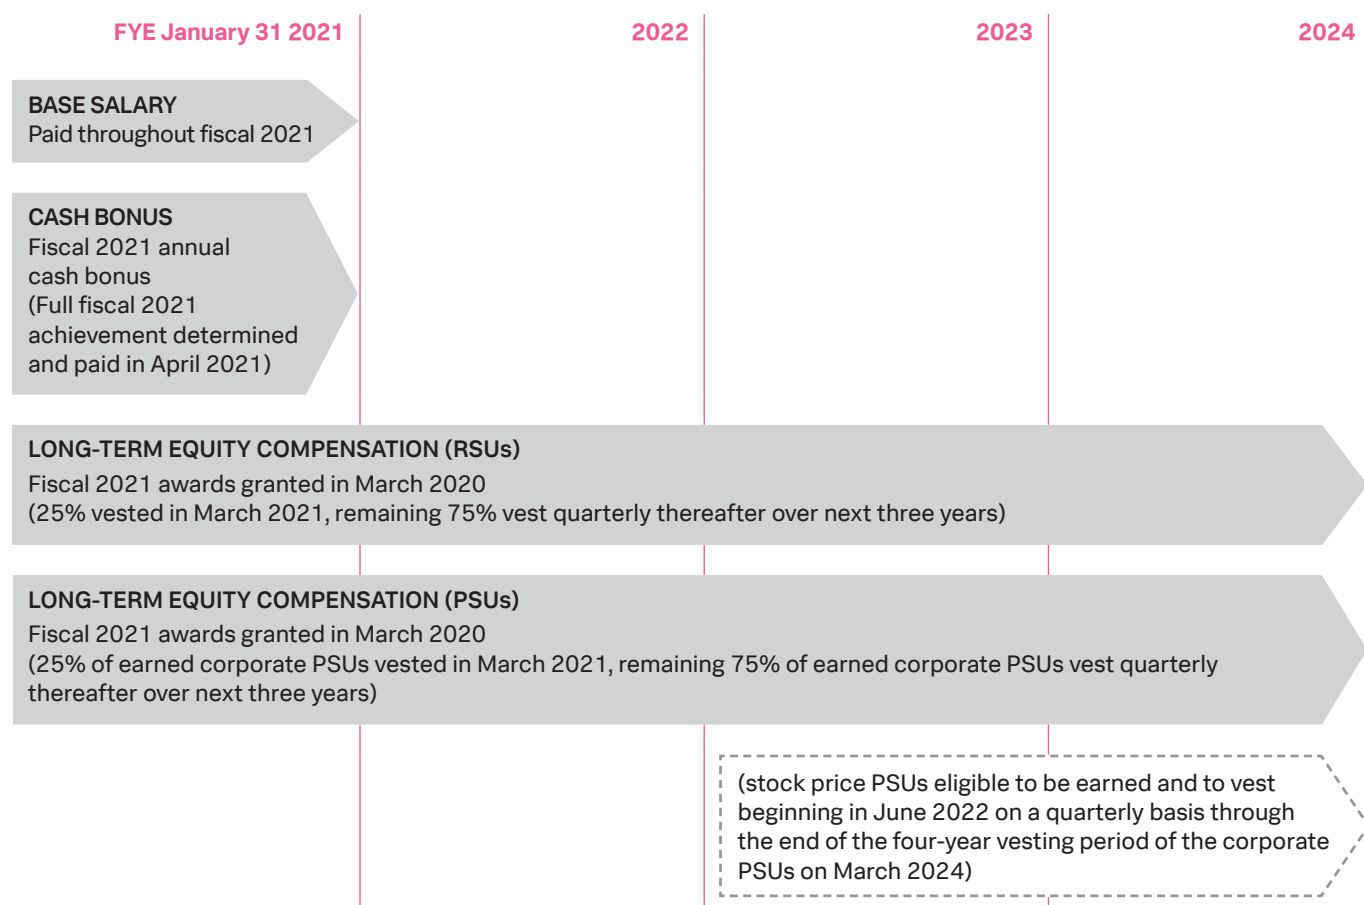 FYE January 31 2021
2022
2023
2024
BASE SALARY
Paid throughout fiscal 2021
CASH BONUS
Fiscal 2021 annual
cash bonus
(Full fiscal 2021
achievement determined
and paid in April 2021)
LONG-TERM EQUITY COMPENSATION (RSUs)
Fiscal 2021 awards granted in March 2020
(25% vested in March 2021, remaining 75% vest quarterly thereafter over next three years)
LONG-TERM EQUITY COMPENSATION (PSUs)
Fiscal 2021 awards granted in March 2020
(25% of earned corporate PSUs vested in March 2021, remaining 75% of earned corporate PSUs vest quarterly
thereafter over next three years)
(stock price PSUs eligible to be earned and to vest
beginning in June 2022 on a quarterly basis through
the end of the four-year vesting period of the corporate
PSUs on March 2024)